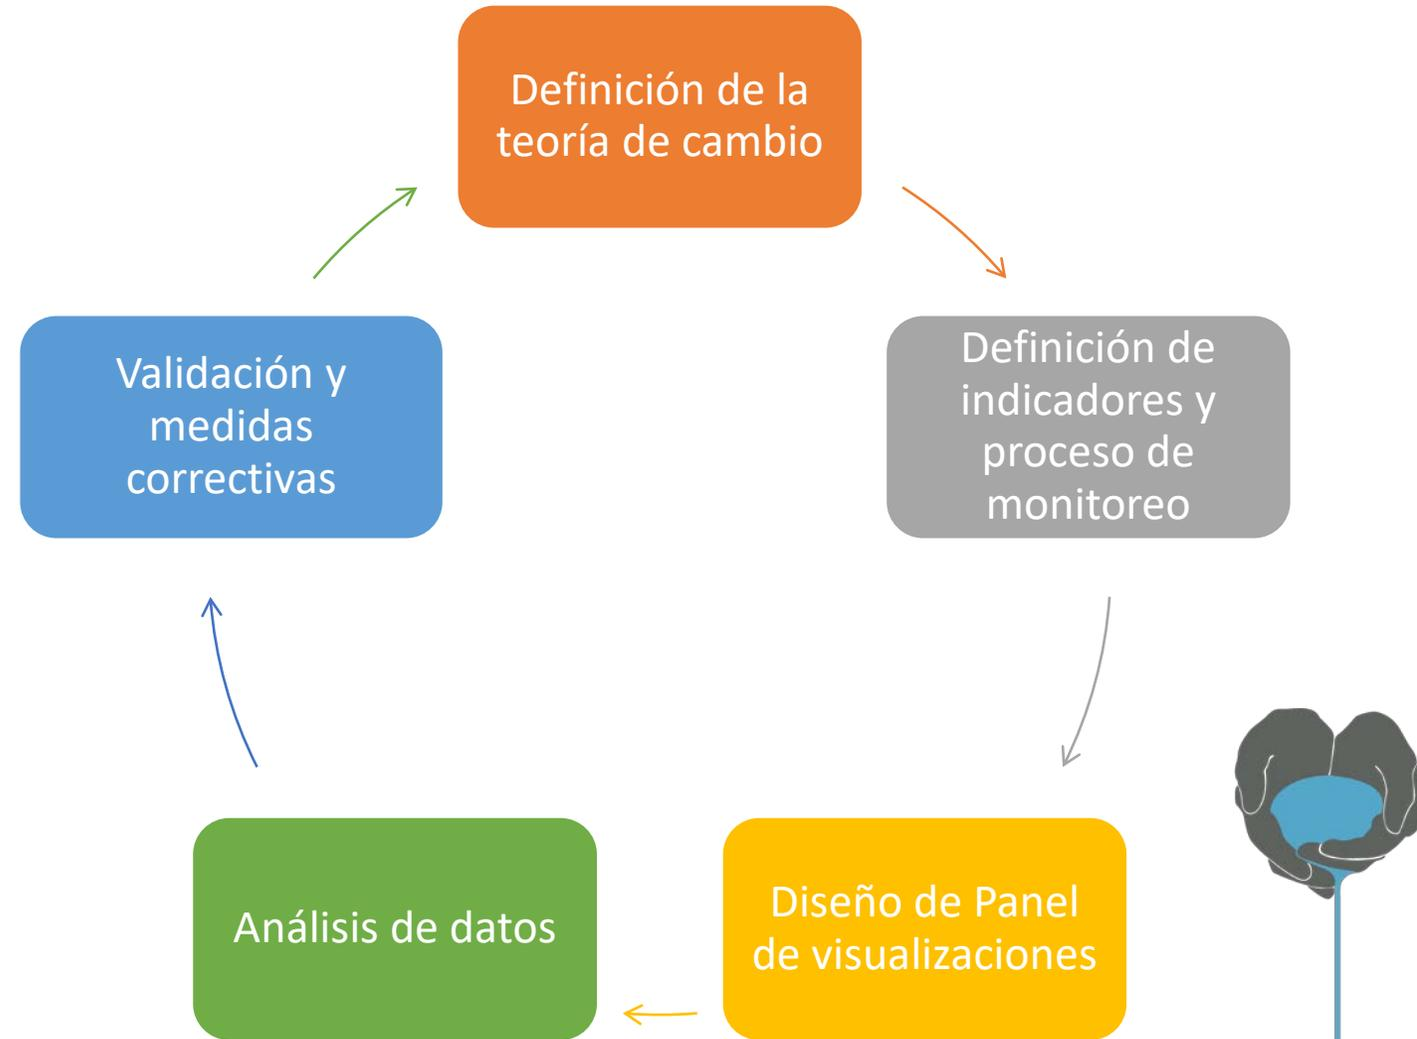 Definición de la
teoría de cambio
Definición de
indicadores y
proceso de
monitoreo
Diseño de Panel
de visualizaciones
Análisis de datos
Validación y
medidas
correctivas